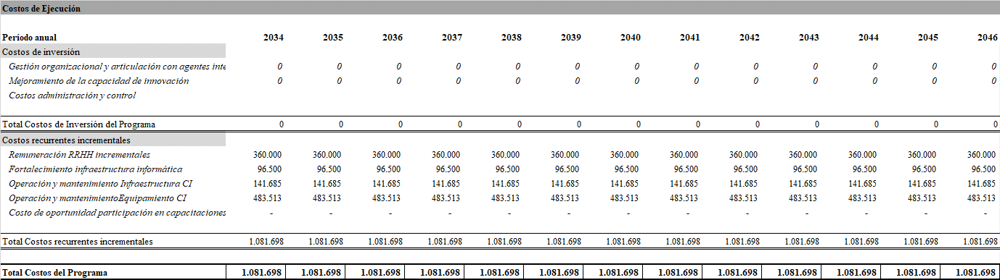 Costos de Ejecución
Período anual 2034 2035 2036 2037 2038 2039 2040 2041 2042 2043 2044 2045 2046
Costos de inversión
Gestión organizacional y articulación con agentes inte 0 0 0 0 0 0 0 0 0 0 0 0 0
Mejoramiento de la capacidad de innovación 0 0 0 0 0 0 0 0 0 0 0 0 0
Costos administración y control
Total Costos de Inversión del Programa 0 0 0 0 0 0 0 0 0 0 0 0 0
Costos recurrentes incrementales
Remuneración RRHH incrementales 360.000 360.000 360.000 360.000 360.000 360.000 360.000 360.000 360.000 360.000 360.000 360.000 360.000
Fortalecimiento infraestructura informática 96.500 96.500 96.500 96.500 96.500 96.500 96.500 96.500 96.500 96.500 96.500 96.500 96.500
Operación y mantenimiento Infraestructura CI 141.685 141.685 141.685 141.685 141.685 141.685 141.685 141.685 141.685 141.685 141.685 141.685 141.685
Operación y mantenimientoEquipamiento CI 483.513 483.513 483.513 483.513 483.513 483.513 483.513 483.513 483.513 483.513 483.513 483.513 483.513
Costo de oportunidad participación en capacitaciones - - - - - - - - - - - - -
Total Costos recurrentes incrementales 1.081.698 1.081.698 1.081.698 1.081.698 1.081.698 1.081.698 1.081.698 1.081.698 1.081.698 1.081.698 1.081.698 1.081.698 1.081.698
Total Costos del Programa 1.081.698 1.081.698 1.081.698 1.081.698 1.081.698 1.081.698 1.081.698 1.081.698 1.081.698 1.081.698 1.081.698 1.081.698 1.081.698